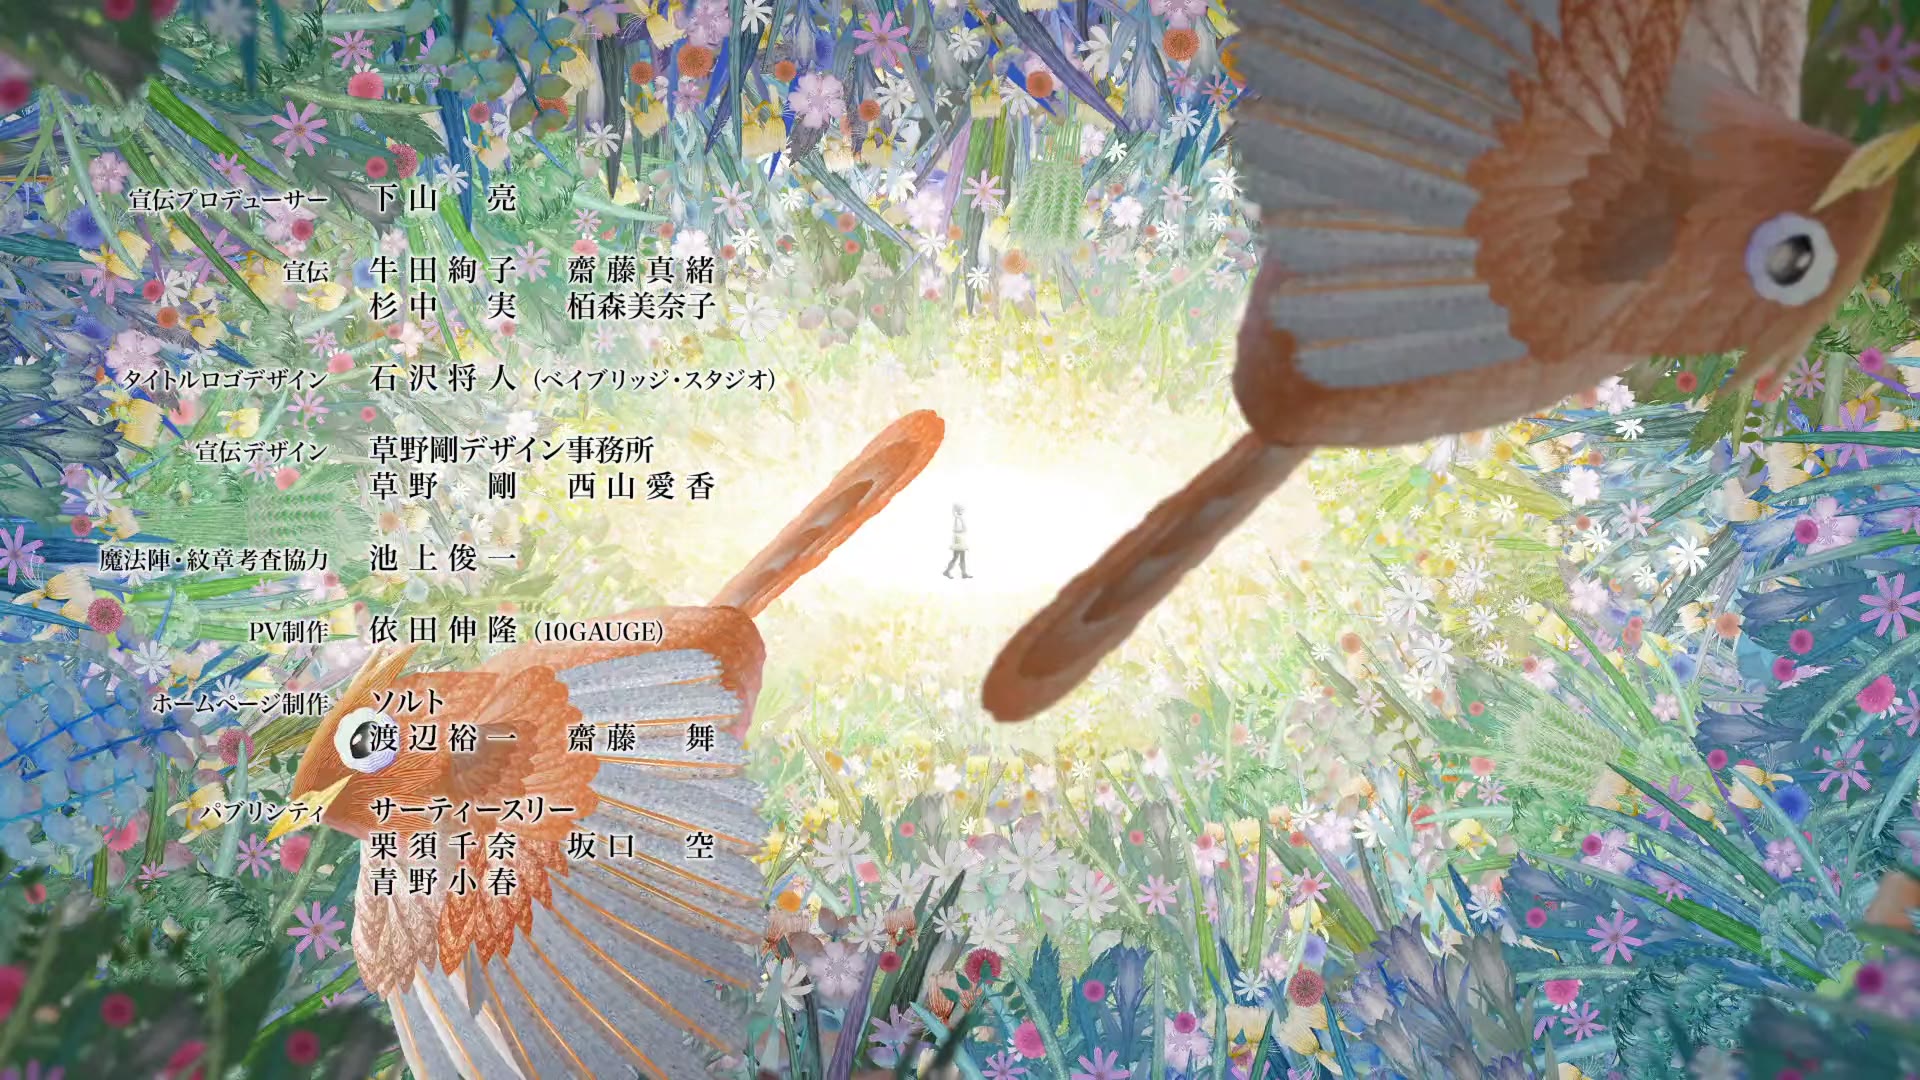 宣伝プロデューサー 下山 亮
宣伝 牛田絢子 齋藤真緒
杉中 実 栢森美奈子
タイトルロゴデザイン 石沢将人(ベイブリッジ・スタジオ)
宣伝デザイン 草野剛デザイン事務所
草野 剛 西山愛香
魔法陣・紋章考査協力 池上俊一
PV制作 依田伸隆(10GAUGE)
ホームページ制作 ソルト
渡辺裕一 齋藤 舞
パブリシティ サーティースリー
栗須千奈 坂口 空
青野小春